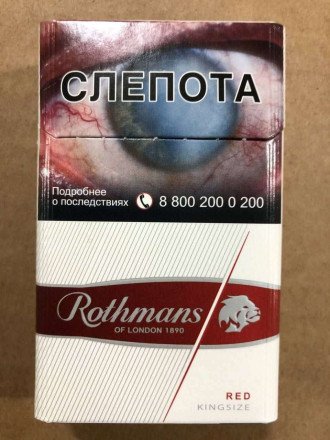 СЛЕПОТА
Подробнее
о последствиях
8 800 200 0 200
Rothmans
OF LONDON 1890
RED
KINGSIZE